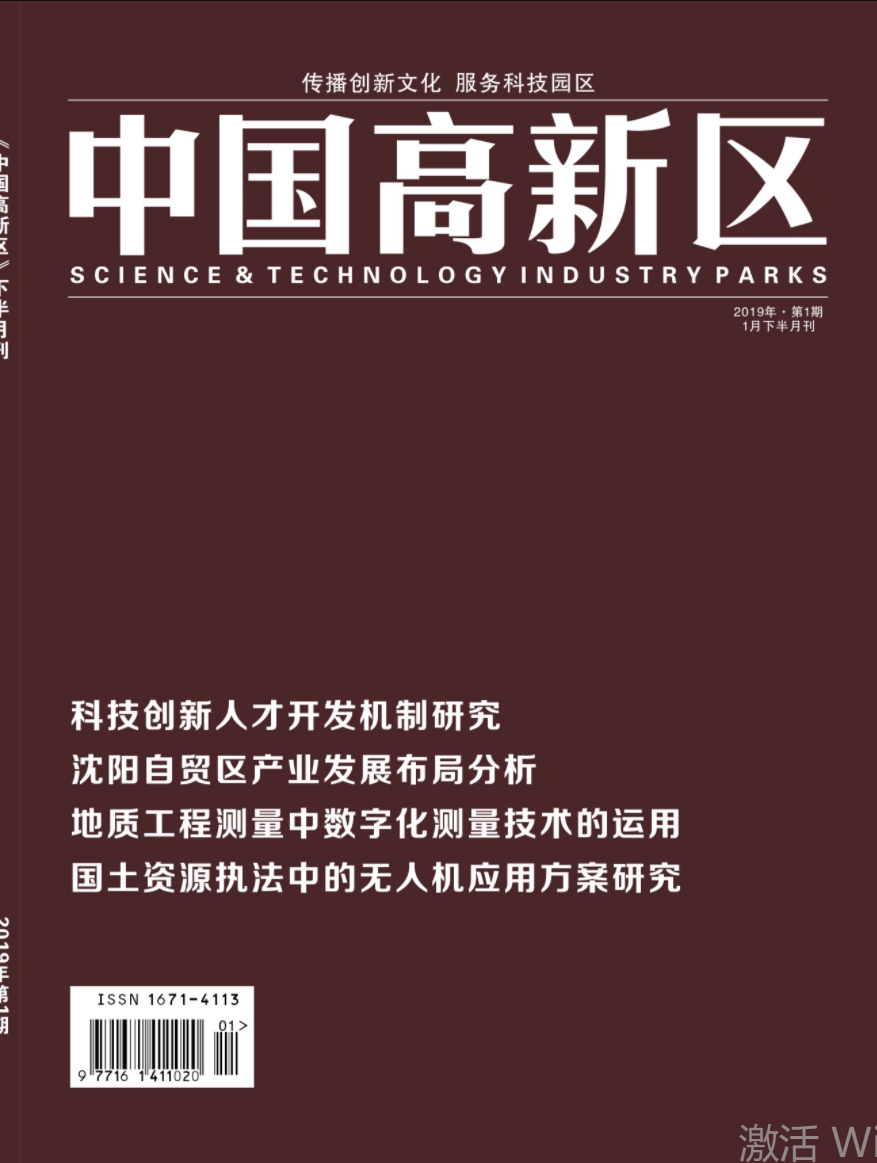 传播创新文化 服务科技园区
中国高新区
SCIENCE & TECHNOLOGY INDUSTRY PARKS
2019年·第1期
1月下半月刊
《中国高新区》下半月刊
科技创新人才开发机制研究
沈阳自贸区产业发展布局分析
地质工程测量中数字化测量技术的运用
国土资源执法中的无人机应用方案研究
2019年第1期
ISSN 1671-4113
01>
9 7716 1 411020
激活 Wi